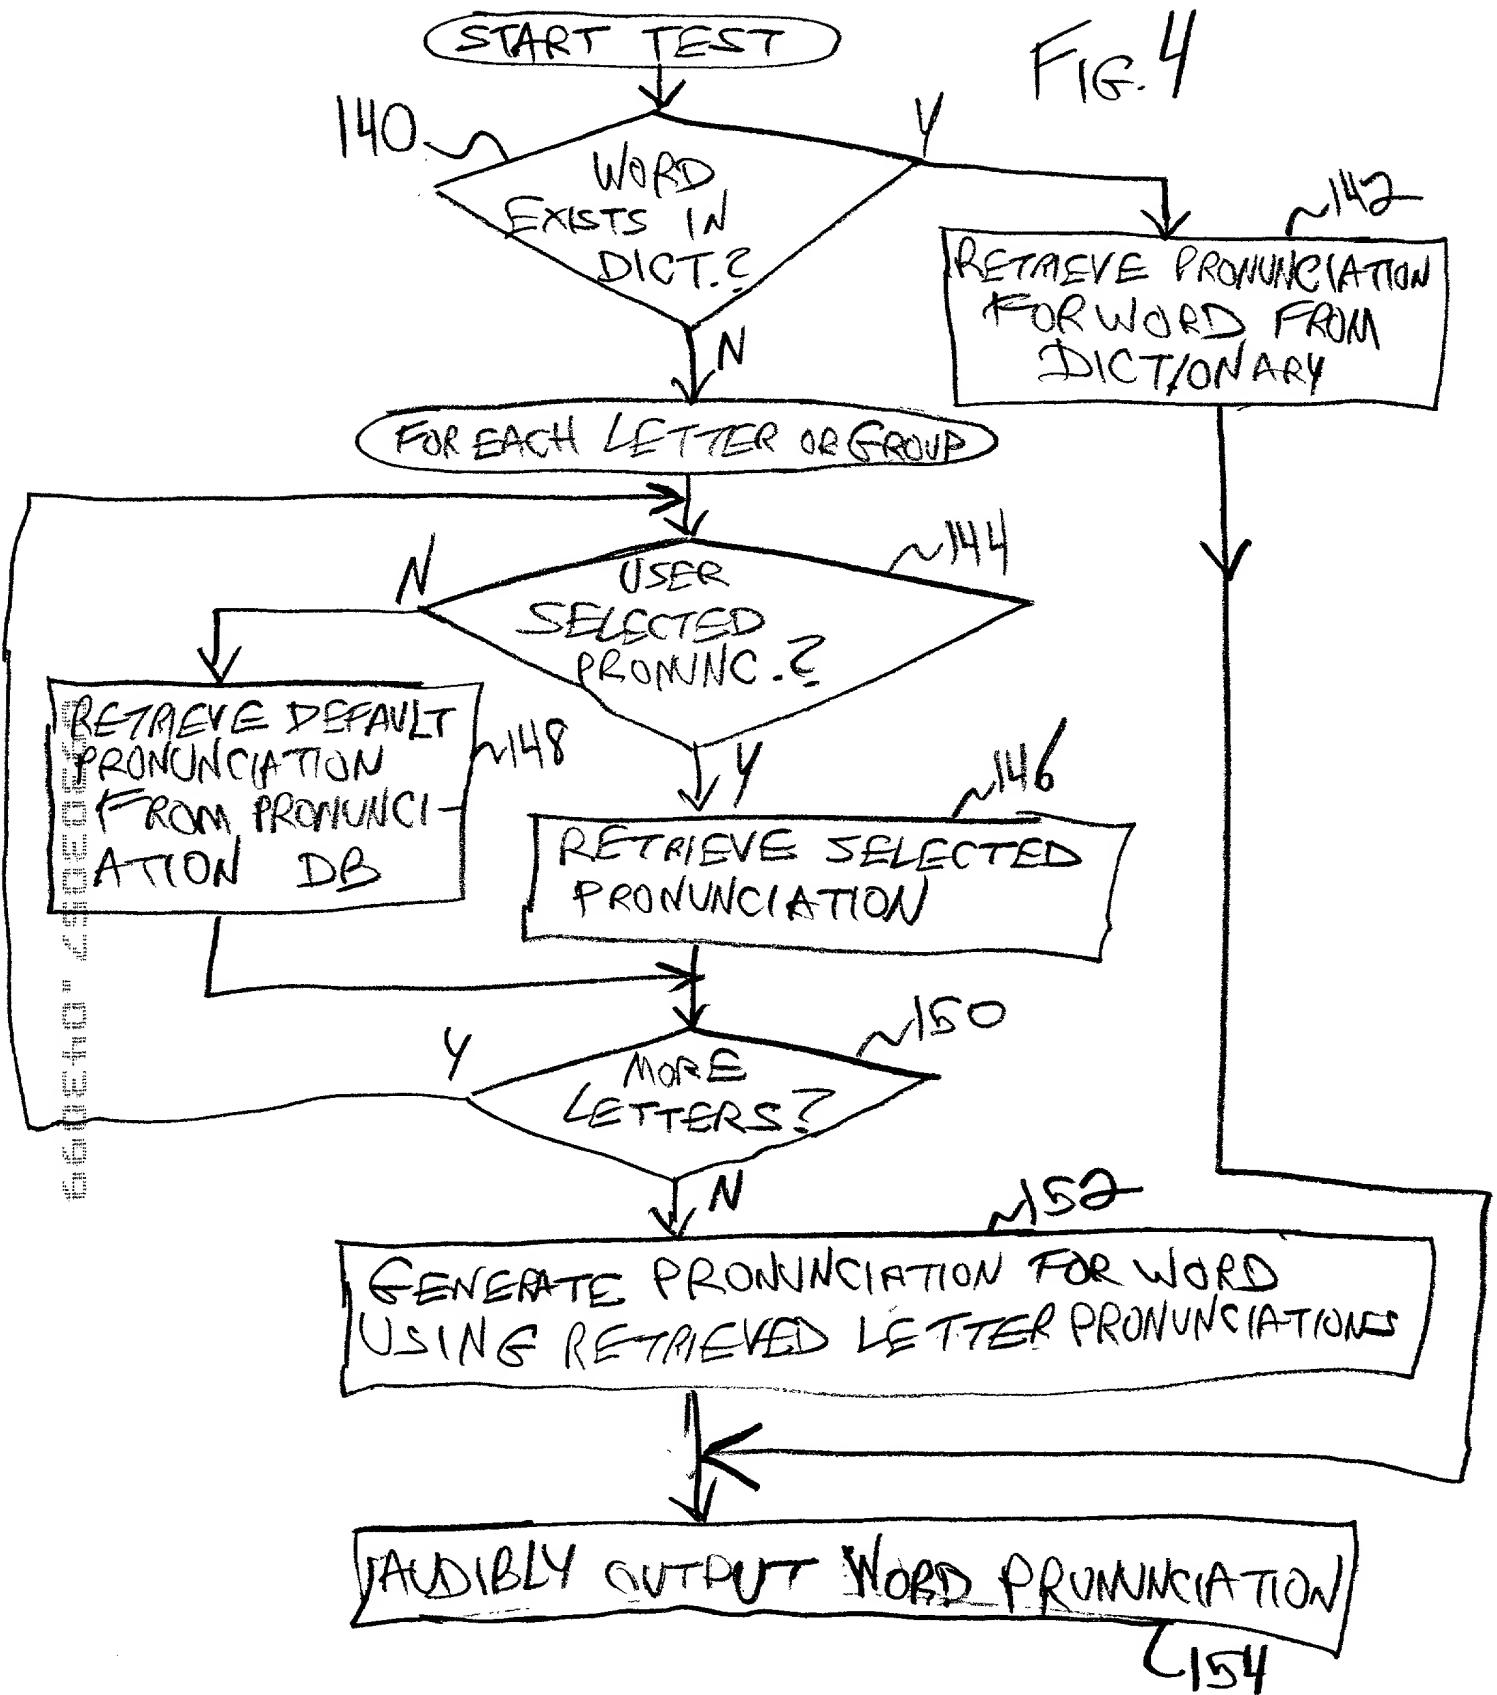 START TEST
FIG. 4
140
Y
WORD
EXISTS IN
DICT.?
142
RETRIEVE PRONUNCIATION
FOR WORD FROM
DICTIONARY
N
FOR EACH LETTER OR GROUP
144
N
USER
SELECTED
PRONUNC.?
RETRIEVE DEFAULT
PRONUNCIATION
FROM PRONUNCI-
ATION DB
148
Y
146
RETRIEVE SELECTED
PRONUNCIATION
150
Y
MORE
LETTERS?
N
152
GENERATE PRONUNCIATION FOR WORD
USING RETRIEVED LETTER PRONUNCIATIONS
AUDIBLY OUTPUT WORD PRUNUNCIATION
154